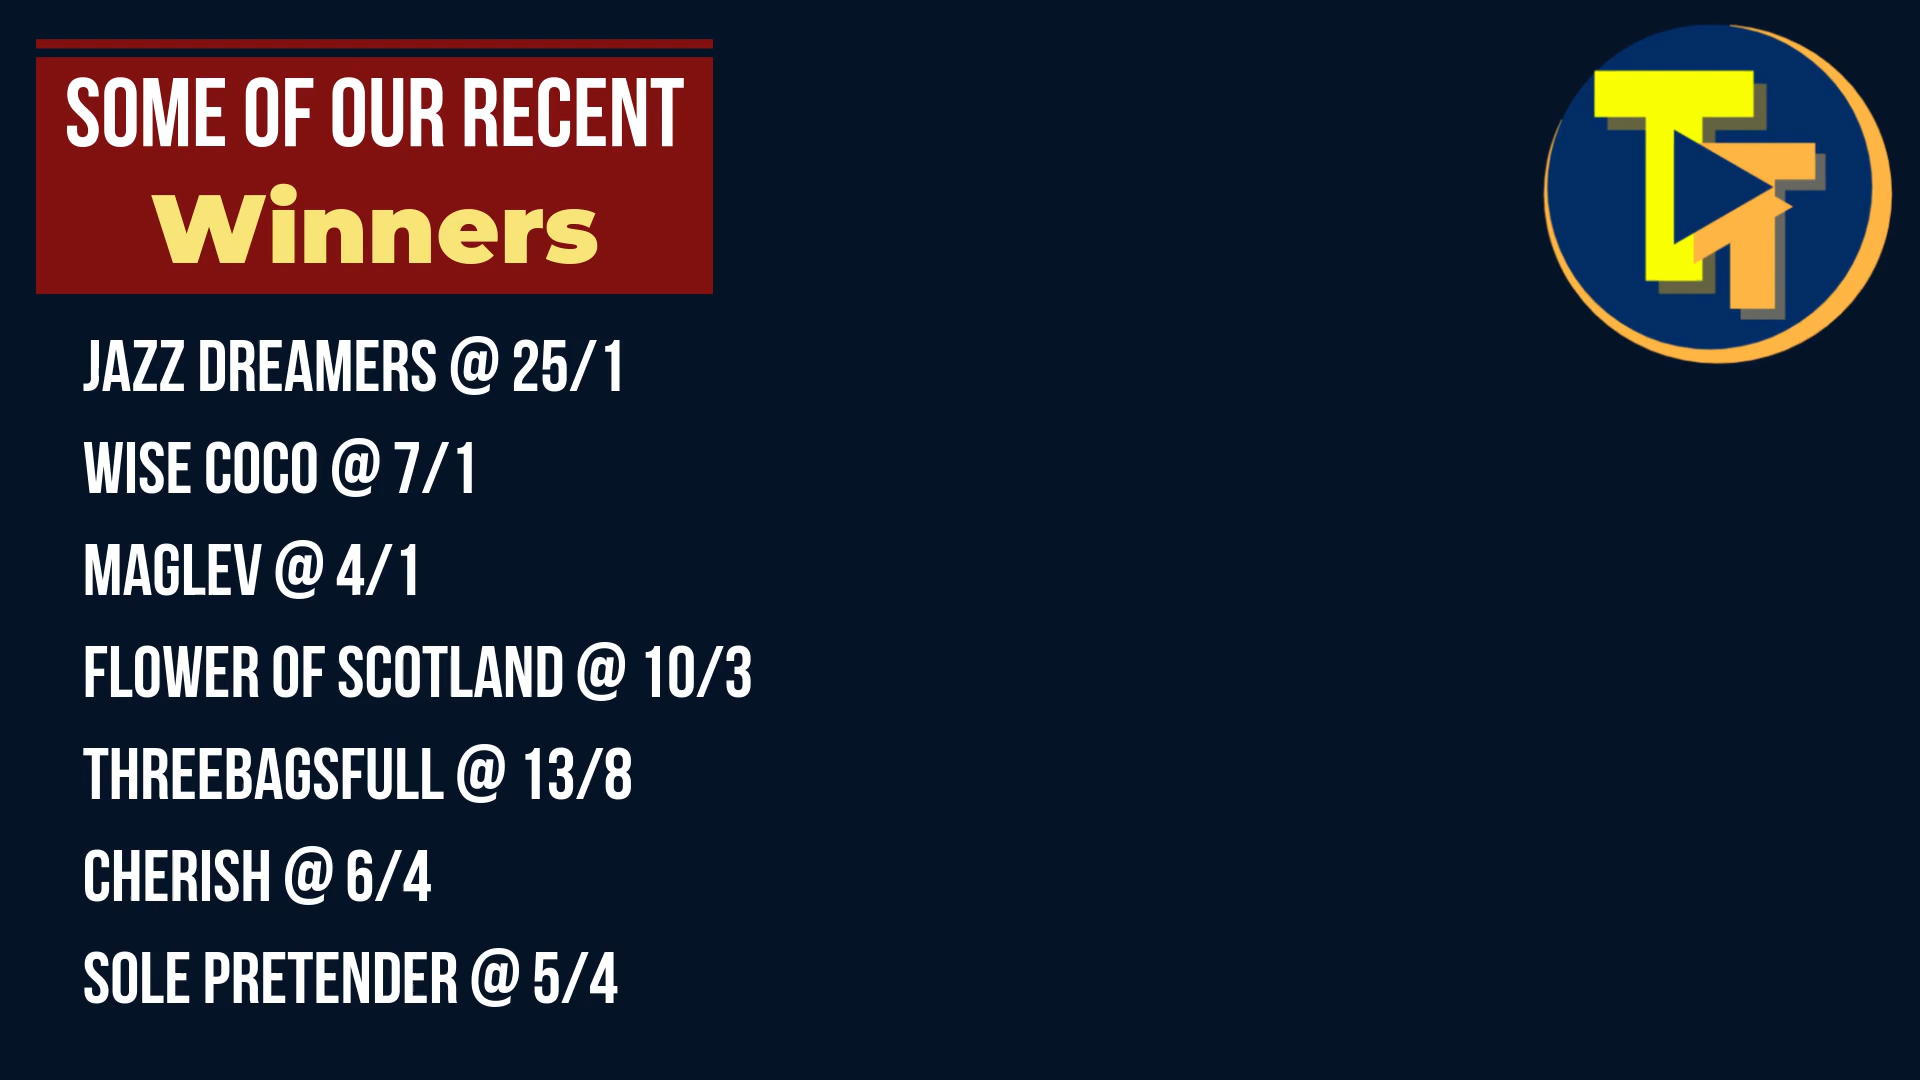 SOME OF OUR RECENT
Winners
JAZZ DREAMERS @ 25/1
WISE COCO @ 7/1
MAGLEV @ 4/1
FLOWER OF SCOTLAND @ 10/3
THREEBAGSFULL @ 13/8
CHERISH @ 6/4
SOLE PRETENDER @ 5/4
TT